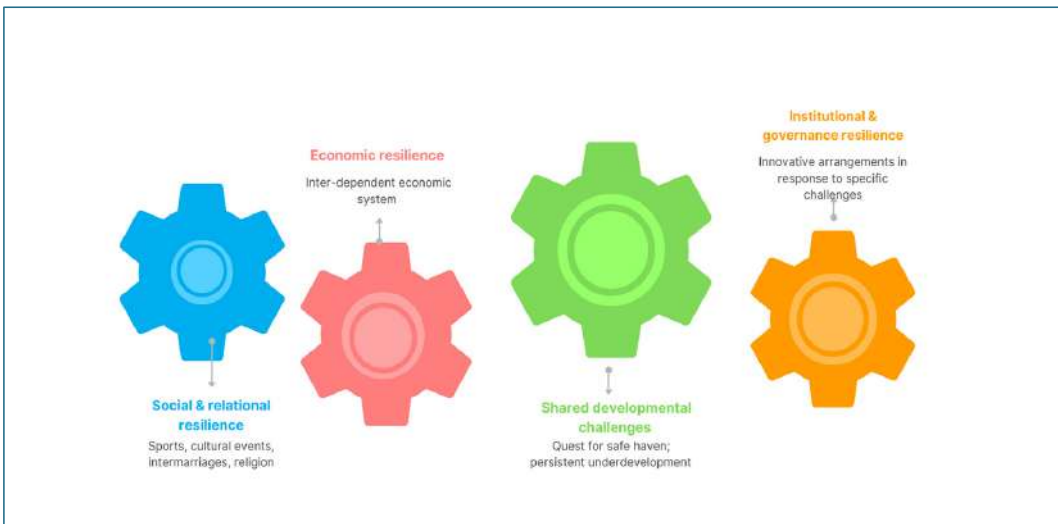 Social & relational
resilience
Sports, cultural events,
intermarriages, religion
Economic resilience
Inter-dependent economic
system
Shared developmental
challenges
Quest for safe haven;
persistent underdevelopment
Institutional &
governance resilience
Innovative arrangements in
response to specific
challenges